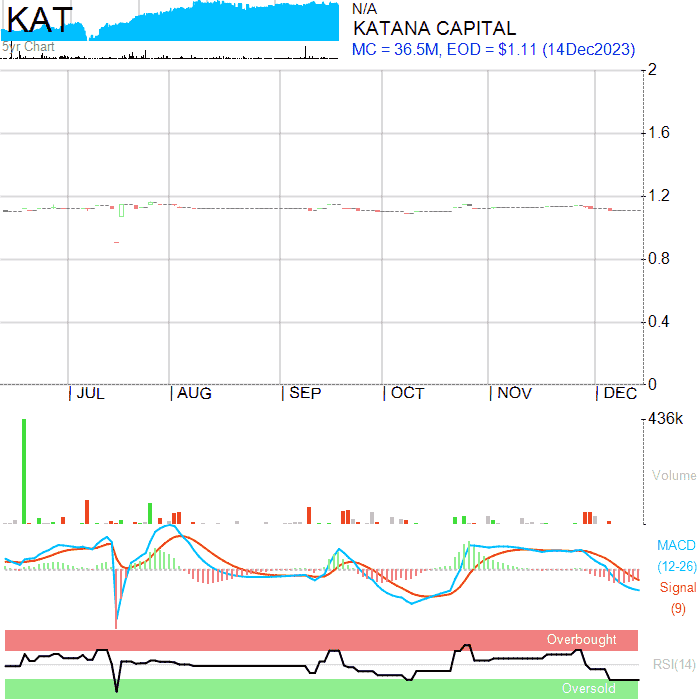 KAT
5yr Chart
N/A
KATANA CAPITAL
MC = 36.5M, EOD = $1.11 (14Dec2023)
2
1.6
1.2
0.8
0.4
0
JUL AUG SEP OCT NOV DEC
436k
Volume
MACD
(12-26)
Signal
(9)
Overbought
RSI(14)
Oversold